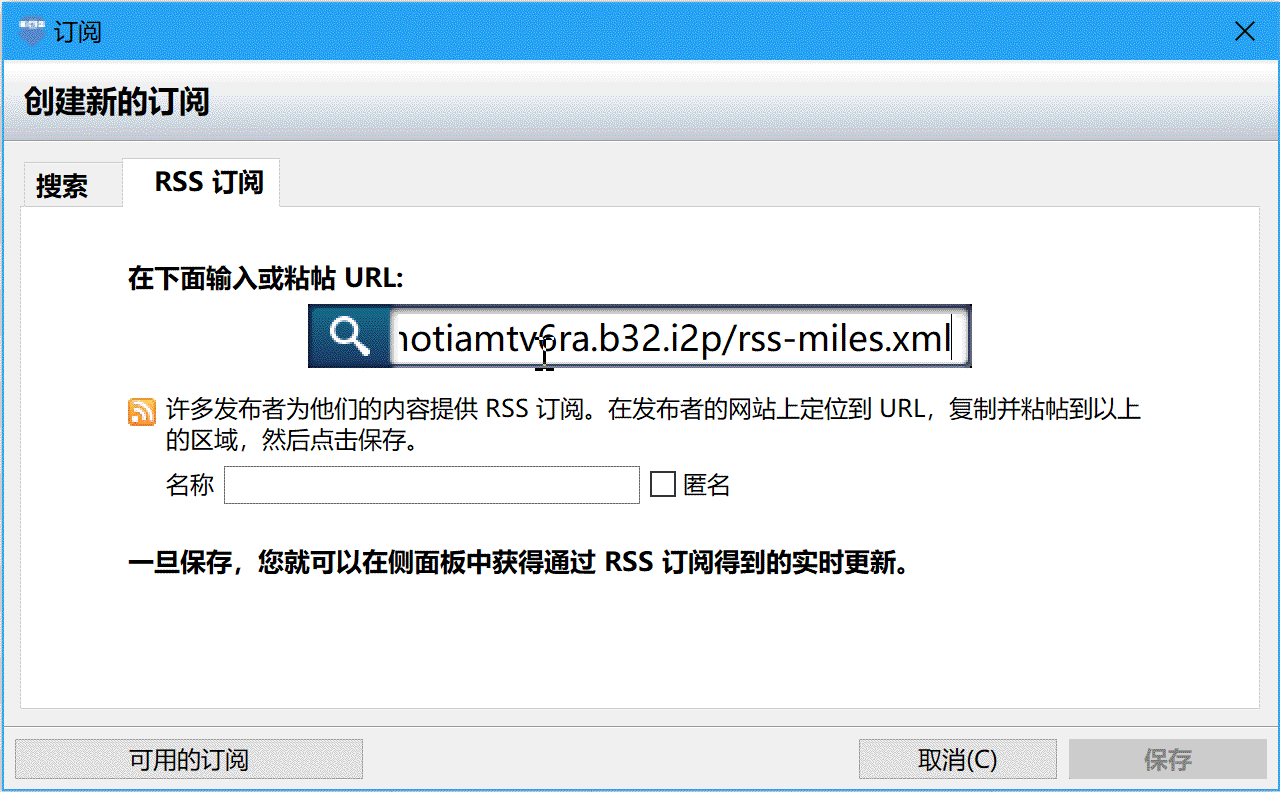 订阅
创建新的订阅
搜索
RSS 订阅
在下面输入或粘帖 URL:
notiamtv6ra.b32.i2p/rss-miles.xml
许多发布者为他们的内容提供 RSS 订阅。在发布者的网站上定位到 URL，复制并粘帖到以上
的区域，然后点击保存。
名称
匿名
一旦保存，您就可以在侧面板中获得通过 RSS 订阅得到的实时更新。
可用的订阅
取消(C)
保存